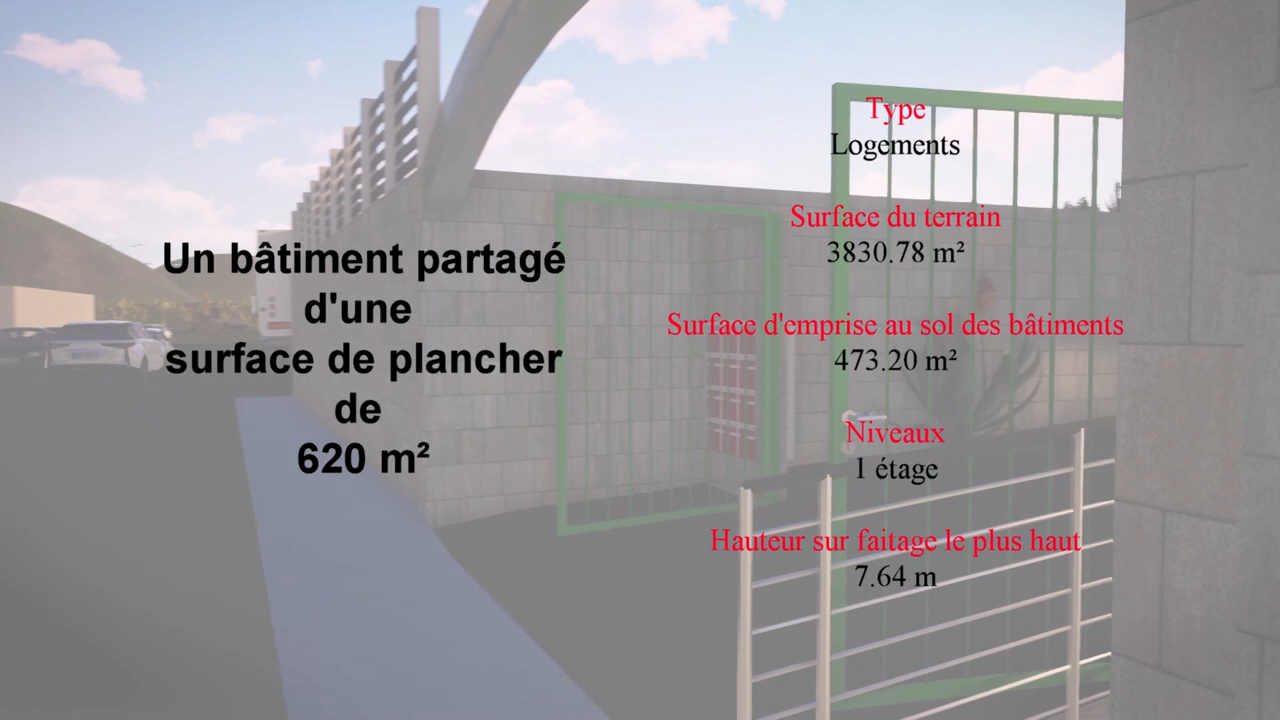 Un bâtiment partagé
d'une
surface de plancher
de
620 m²
Type
Logements
Surface du terrain
3830.78 m²
Surface d'emprise au sol des bâtiments
473.20 m²
Niveaux
1 étage
Hauteur sur faitage le plus haut
7.64 m